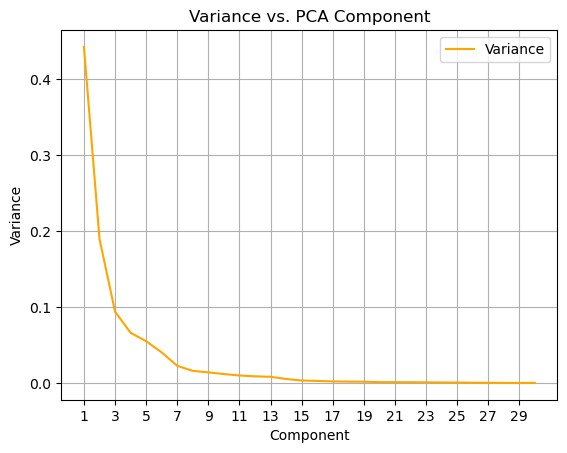 Variance vs. PCA Component
Variance
0.4
0.3
0.2
0.1
0.0
Variance
1 3 5 7 9 11 13 15 17 19 21 23 25 27 29
Component